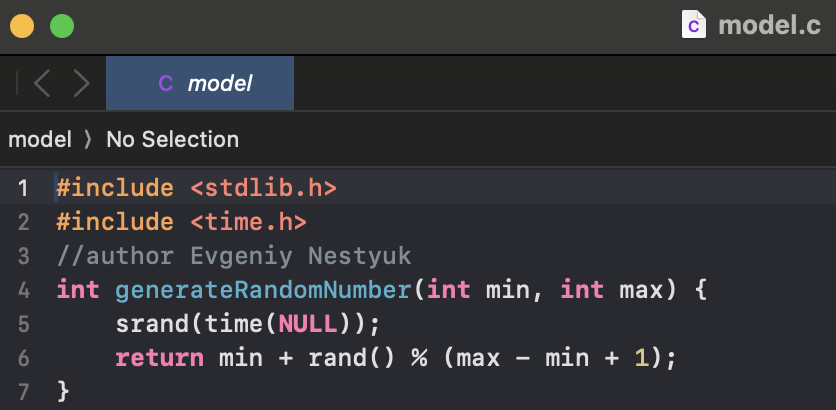 model.c
C model
model 〉 No Selection
1 #include <stdlib.h>
2 #include <time.h>
3 //author Evgeniy Nestyuk
4 int generateRandomNumber(int min, int max) {
5     srand(time(NULL));
6     return min + rand() % (max - min + 1);
7 }